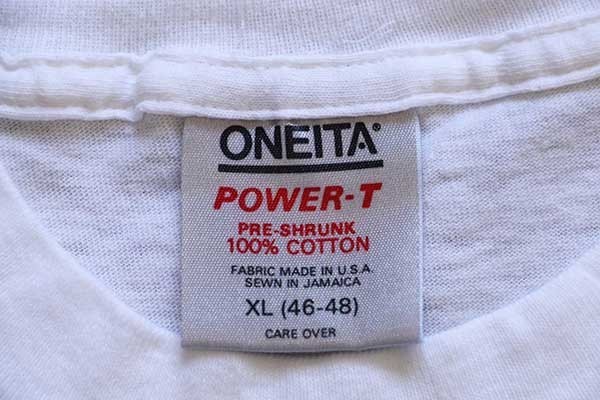 ONEITA®
POWER-T
PRE-SHRUNK
100% COTTON
FABRIC MADE IN U.S.A.
SEWN IN JAMAICA
XL (46-48)
CARE OVER